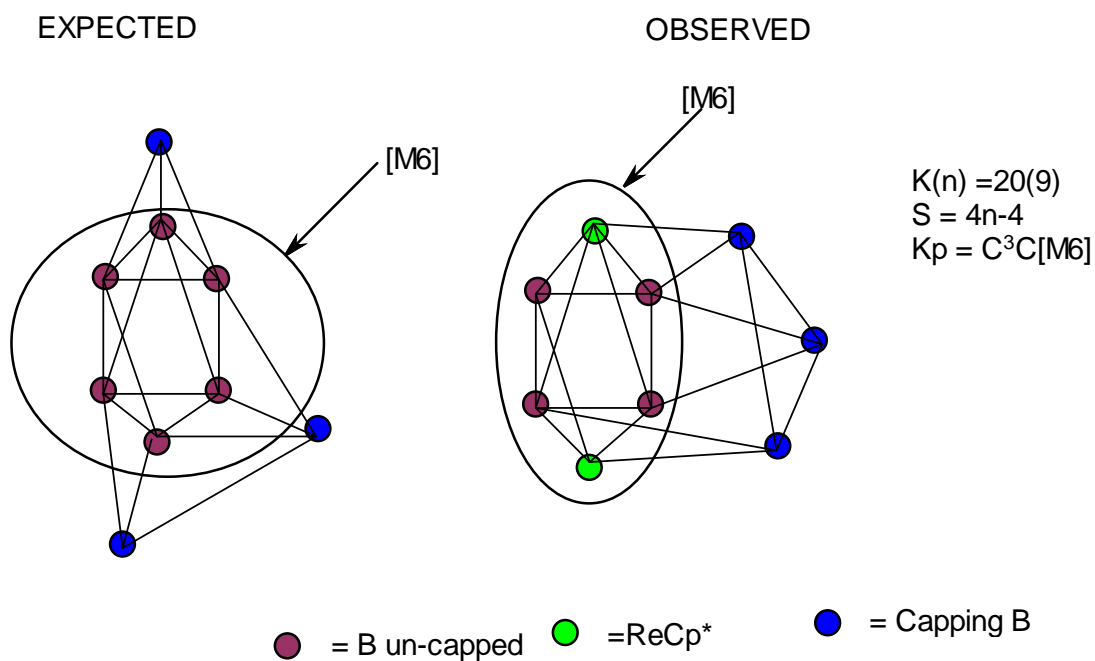 EXPECTED
OBSERVED
[M6]
[M6]
K(n) =20(9)
S = 4n-4
Kp = C³C[M6]
= B un-capped
=ReCp*
= Capping B